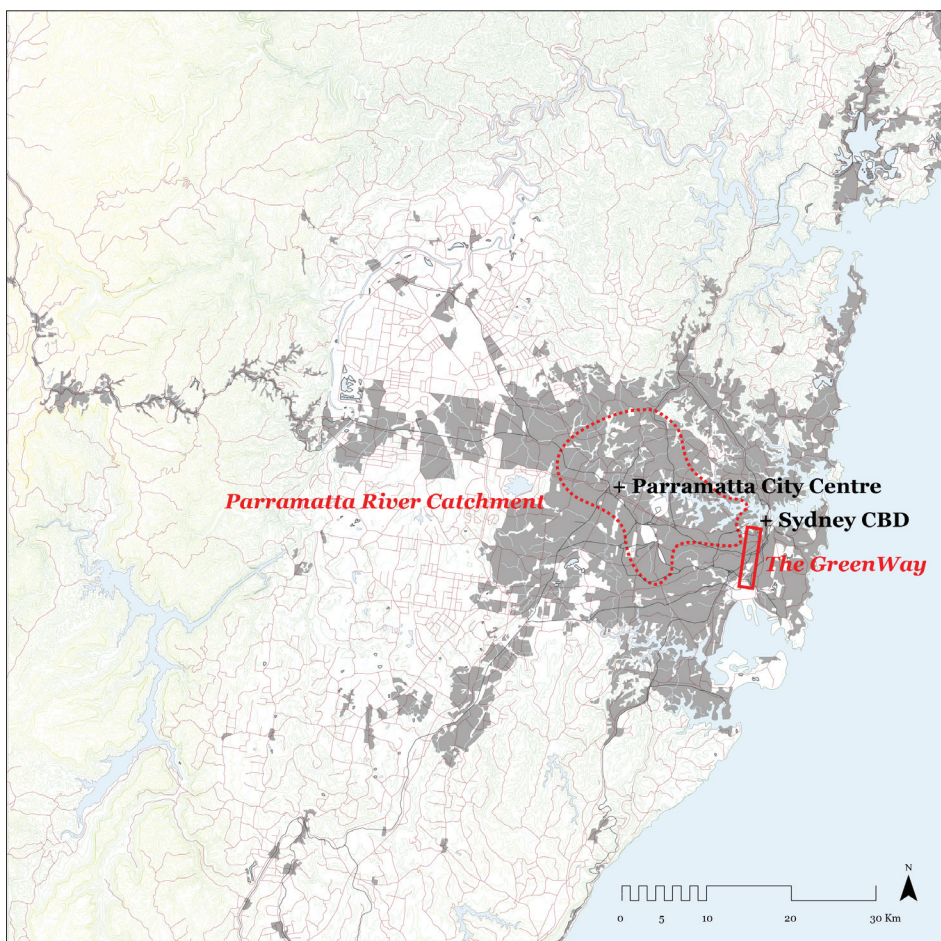 + Parramatta City Centre
Parramatta River Catchment
+ Sydney CBD
The GreenWay
N
0 5 10 20 30 Km